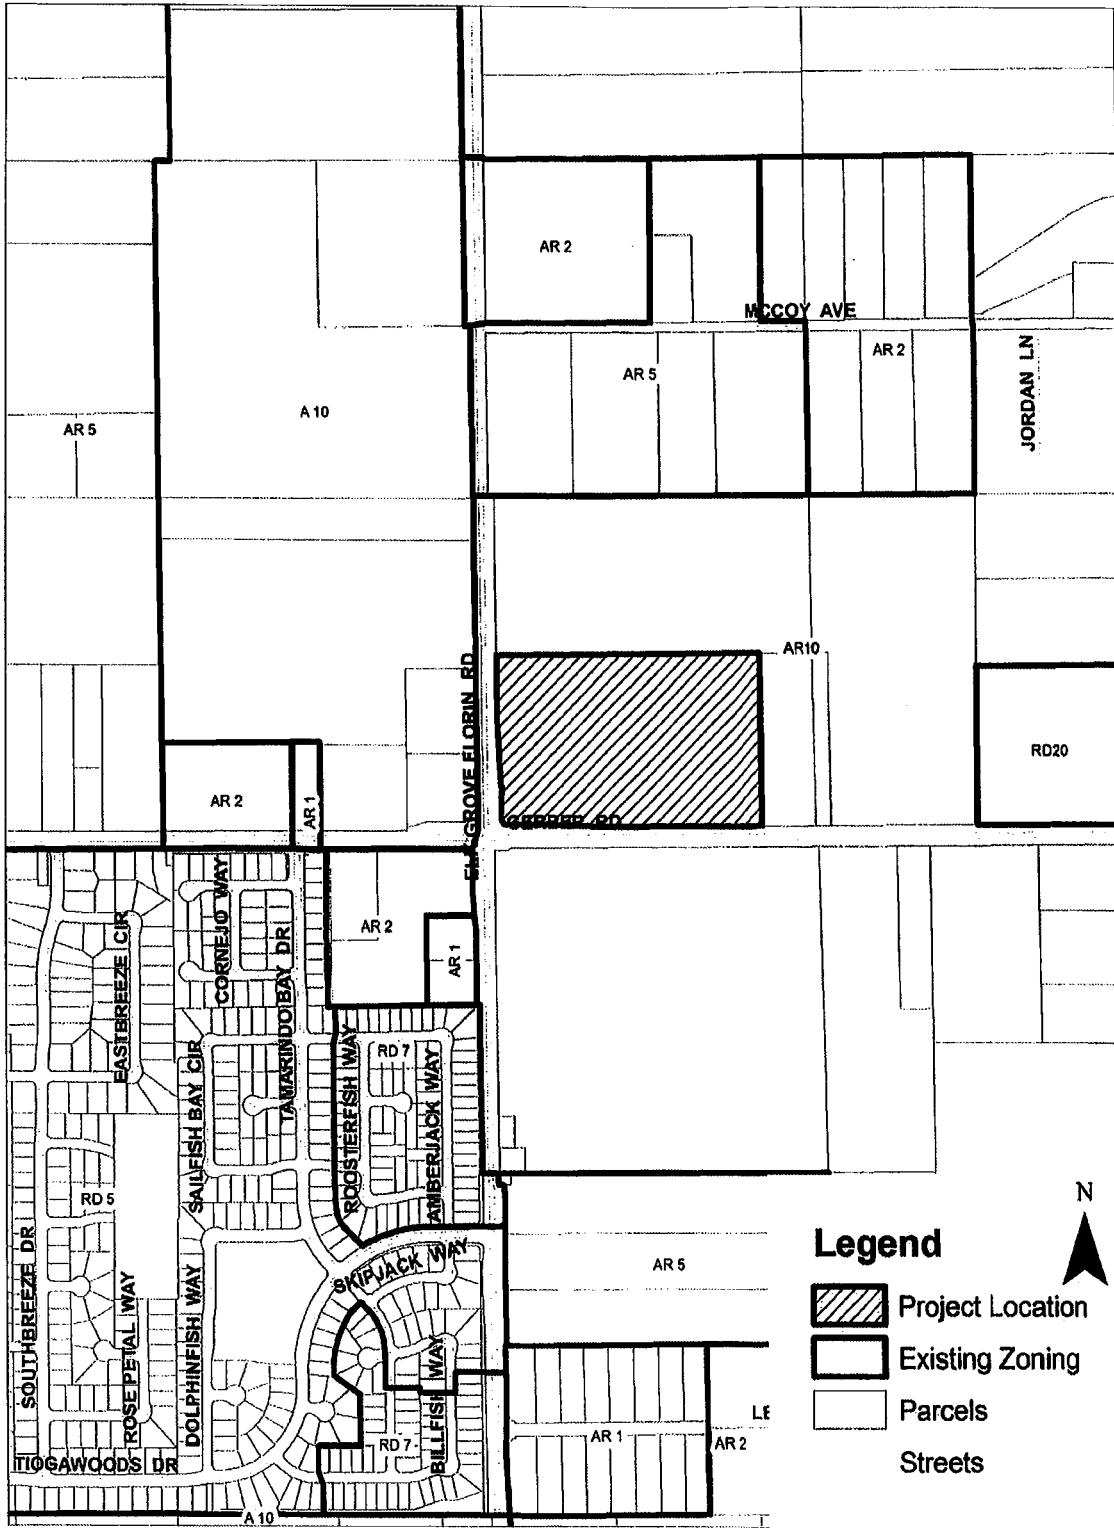 AR 2
MCCOY AVE
AR 2
AR 5
JORDAN LN
A 10
AR 5
AR10
ELK GROVE FLORIN RD
RD20
AR 2
AR 1
GERBER RD
AR 2
AR 1
CORNEJO WAY
EASTBREEZE CIR
TAMARINDO BAY DR
SAILFISH BAY CIR
ROOSTERFISH WAY
RD 7
AMBERJACK WAY
RD 5
SOUTHBREEZE DR
ROSE PETAL WAY
DOLPHINFISH WAY
SKIPJACK WAY
BILLFISH WAY
RD 7
TIOGAWOODS DR
A 10
AR 5
AR 1
AR 2
LE
N
Legend
Project Location
Existing Zoning
Parcels
Streets